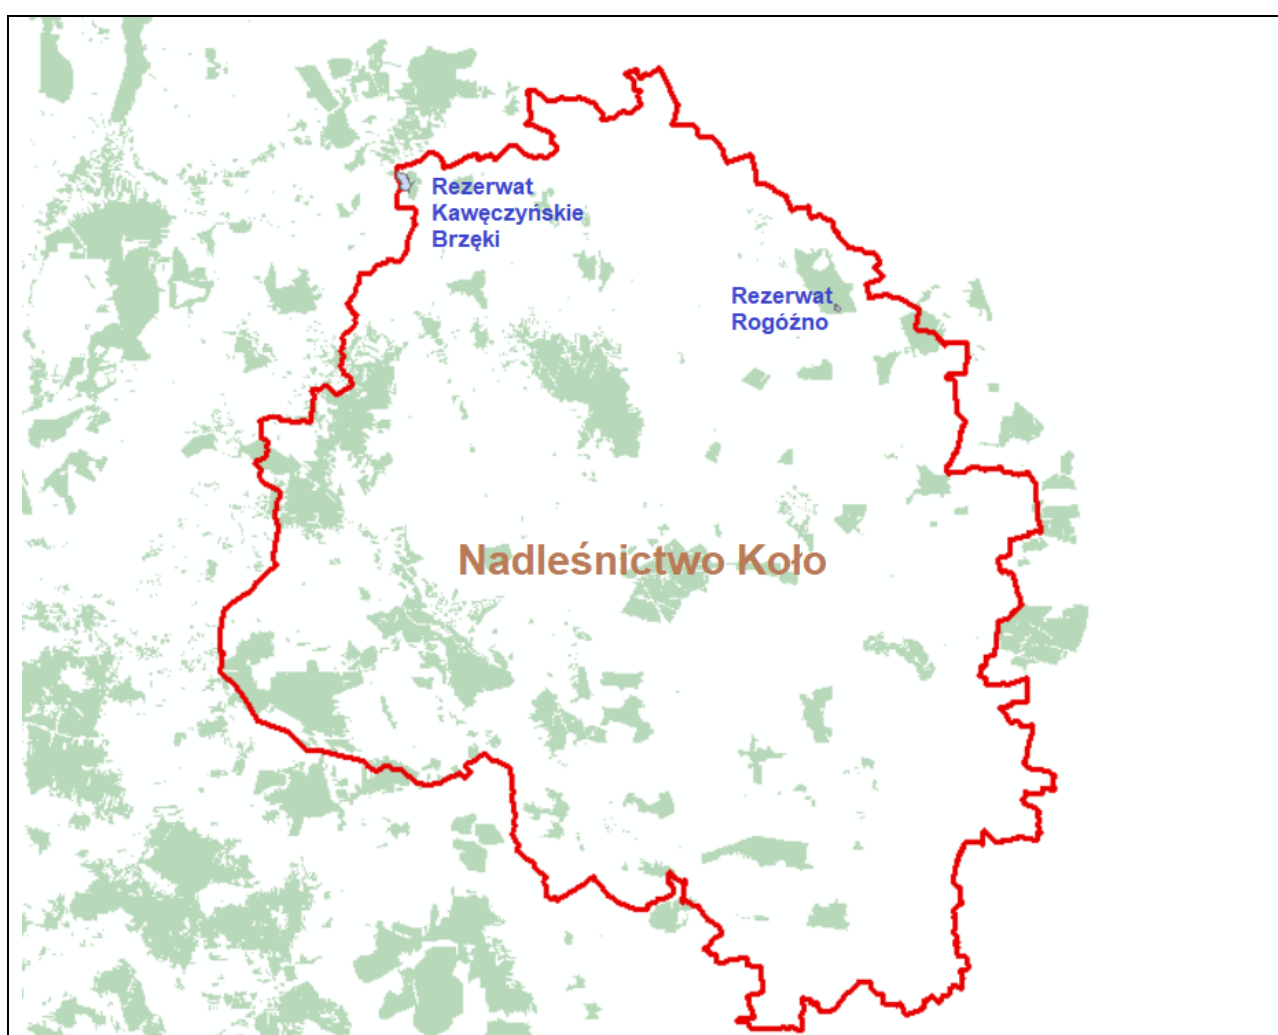 Rezerwat
Kawęczyńskie
Brzęki
Rezerwat
Rogóźno
Nadleśnictwo Koło